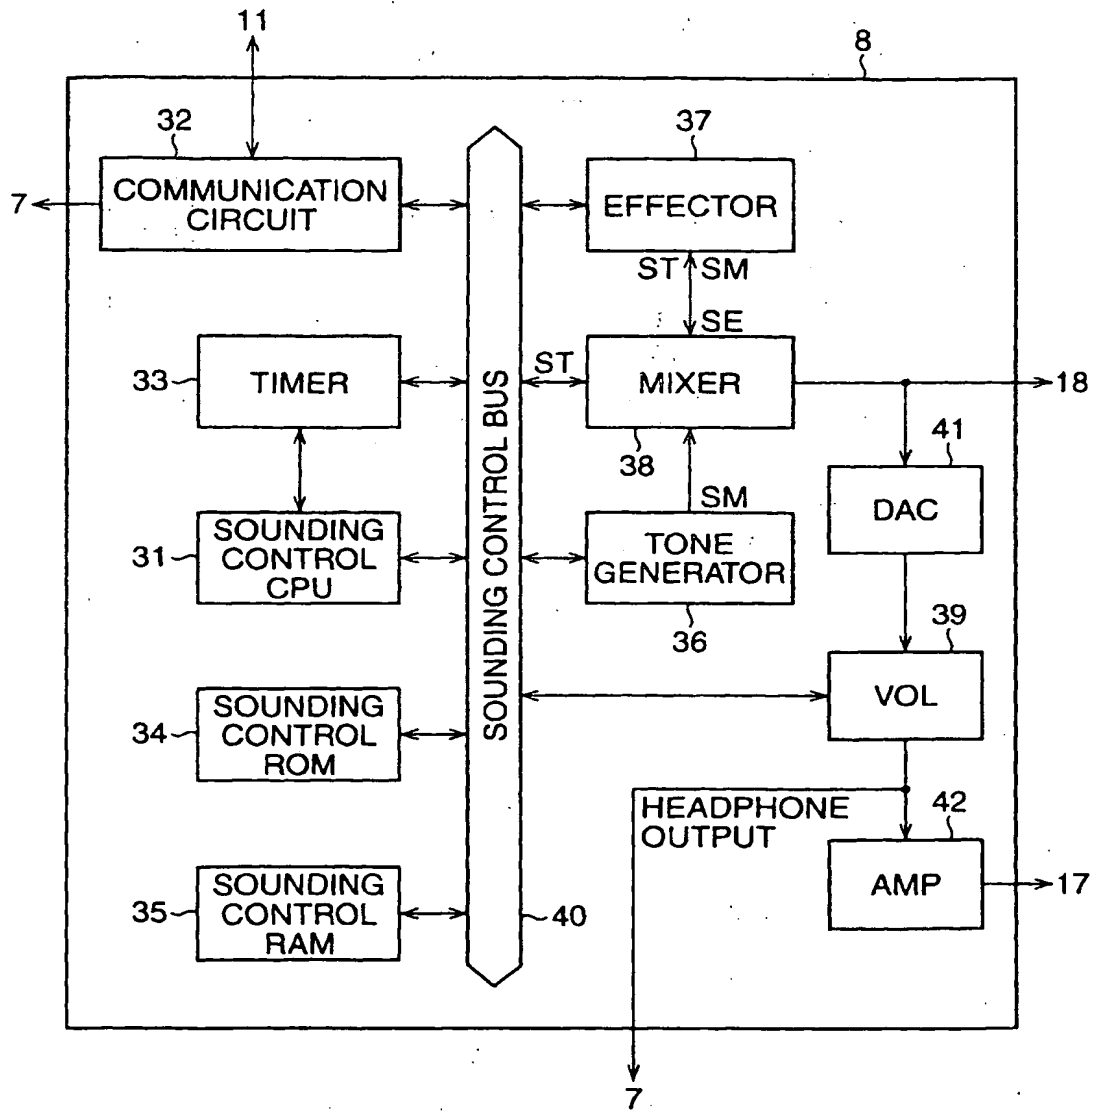 11
8
32
COMMUNICATION
CIRCUIT
7
37
EFFECTOR
ST SM
SE
33
TIMER
ST
MIXER
38
18
41
DAC
SM
31
SOUNDING
CONTROL
CPU
TONE
GENERATOR
36
SOUNDING CONTROL BUS
39
VOL
34
SOUNDING
CONTROL
ROM
HEADPHONE
OUTPUT
42
AMP
17
35
SOUNDING
CONTROL
RAM
40
7